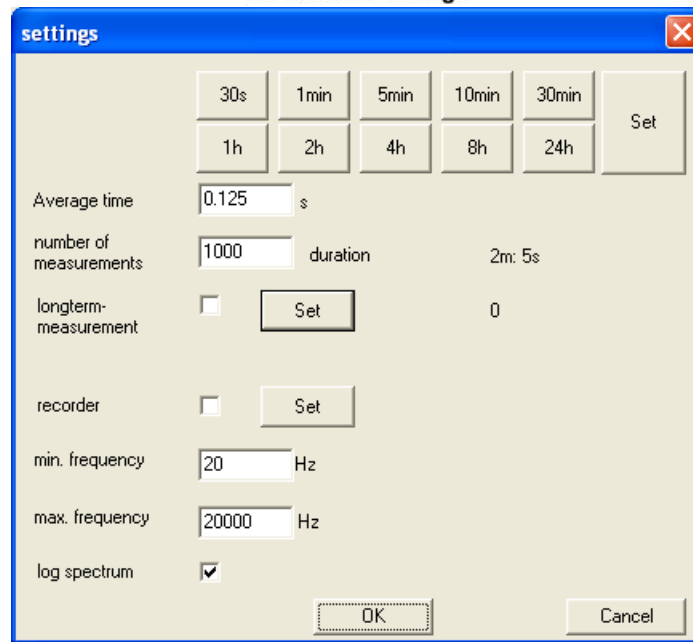 settings
30s 1min 5min 10min 30min Set
1h 2h 4h 8h 24h
Average time 0.125 s
number of
measurements 1000 duration 2m: 5s
longterm-
measurement Set 0
recorder Set
min. frequency 20 Hz
max. frequency 20000 Hz
log spectrum
OK Cancel